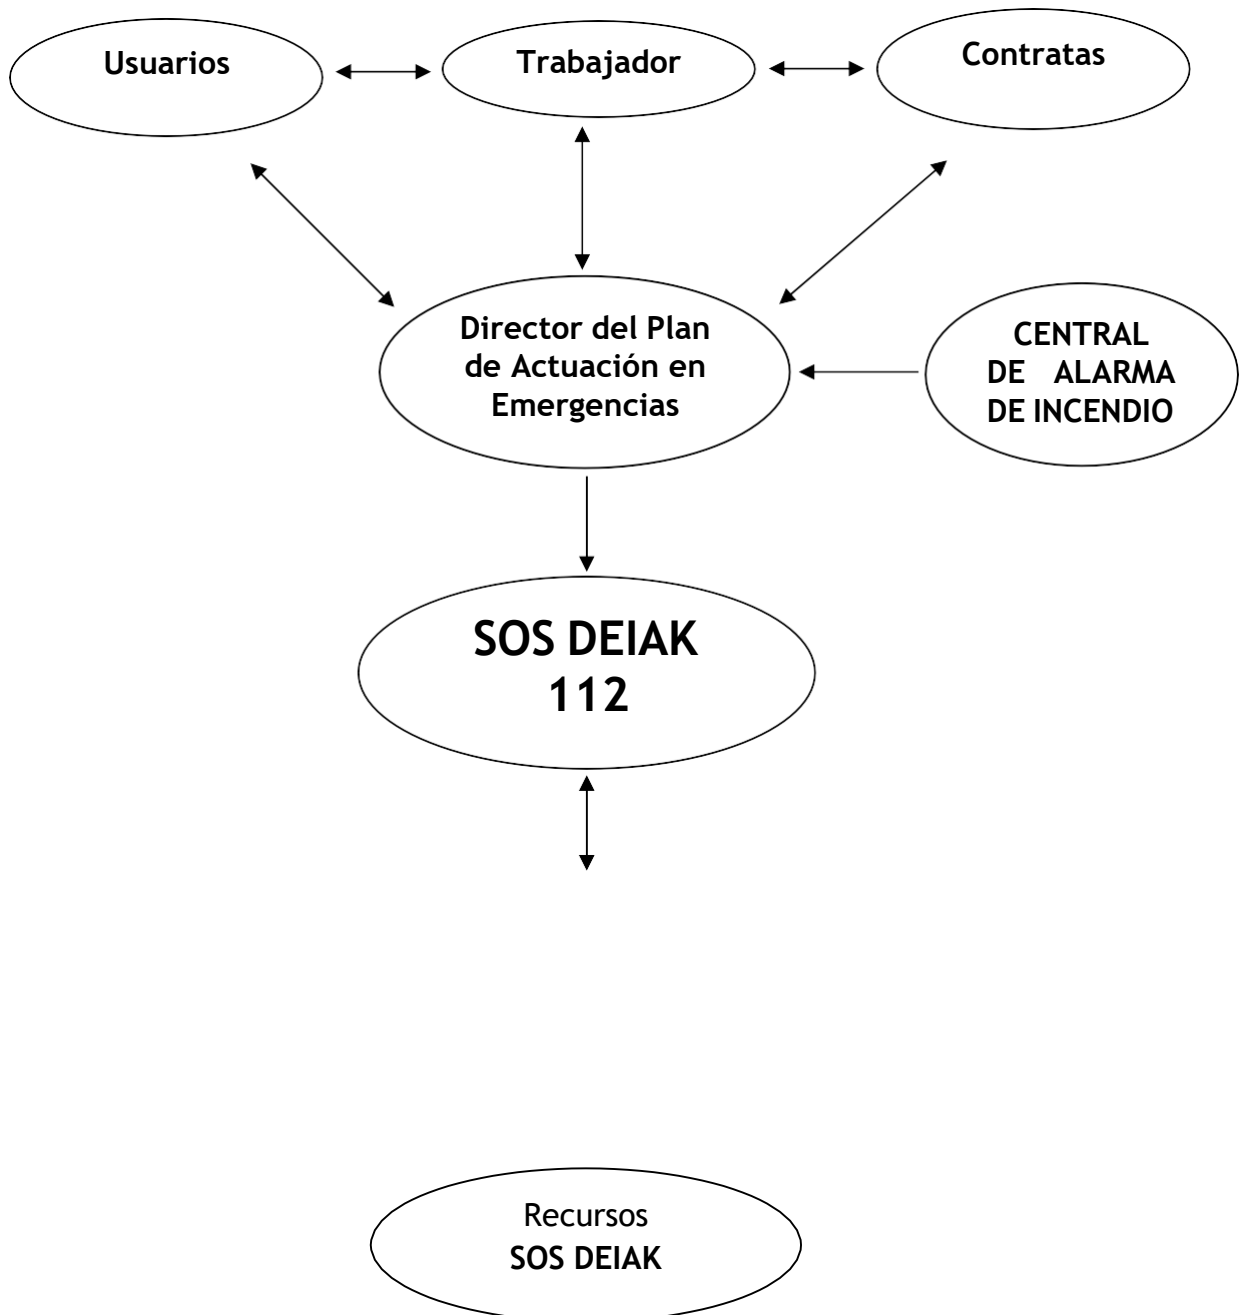 Usuarios
Trabajador
Contratas
Director del Plan
de Actuación en
Emergencias
CENTRAL
DE ALARMA
DE INCENDIO
SOS DEIAK
112
Recursos
SOS DEIAK